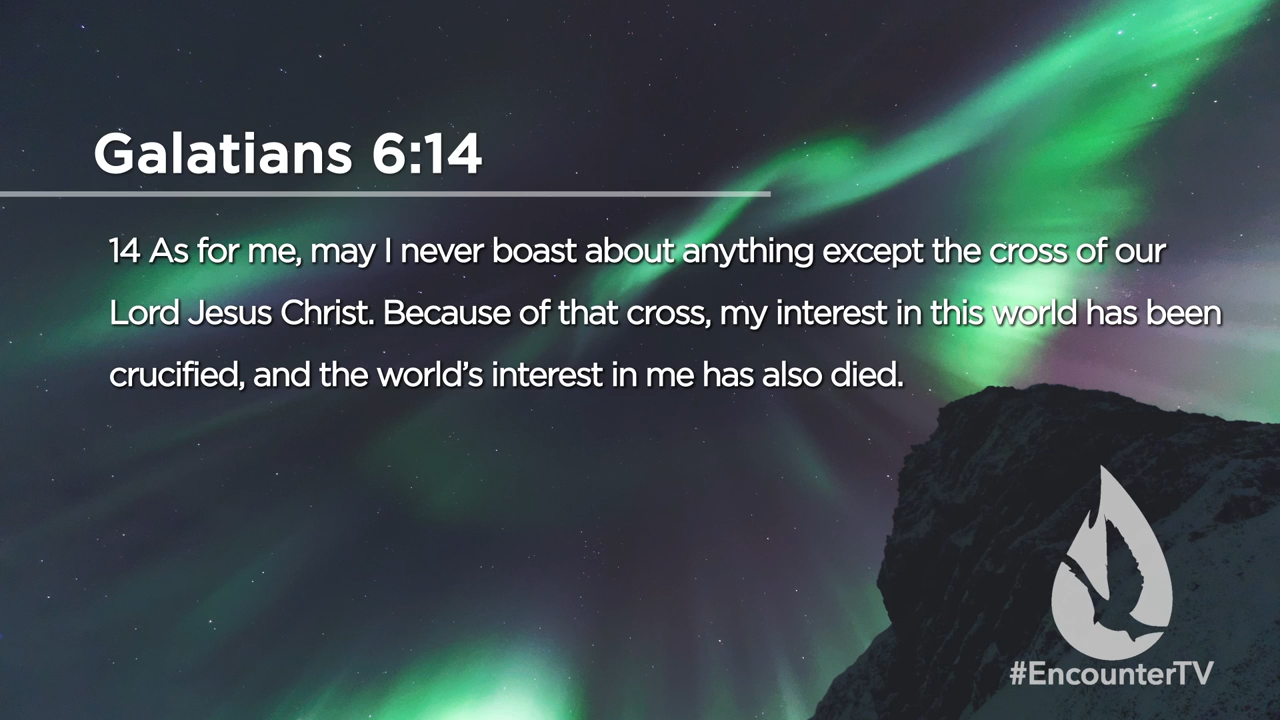 Galatians 6:14
14 As for me, may I never boast about anything except the cross of our
Lord Jesus Christ. Because of that cross, my interest in this world has been
crucified, and the world’s interest in me has also died.
#EncounterTV